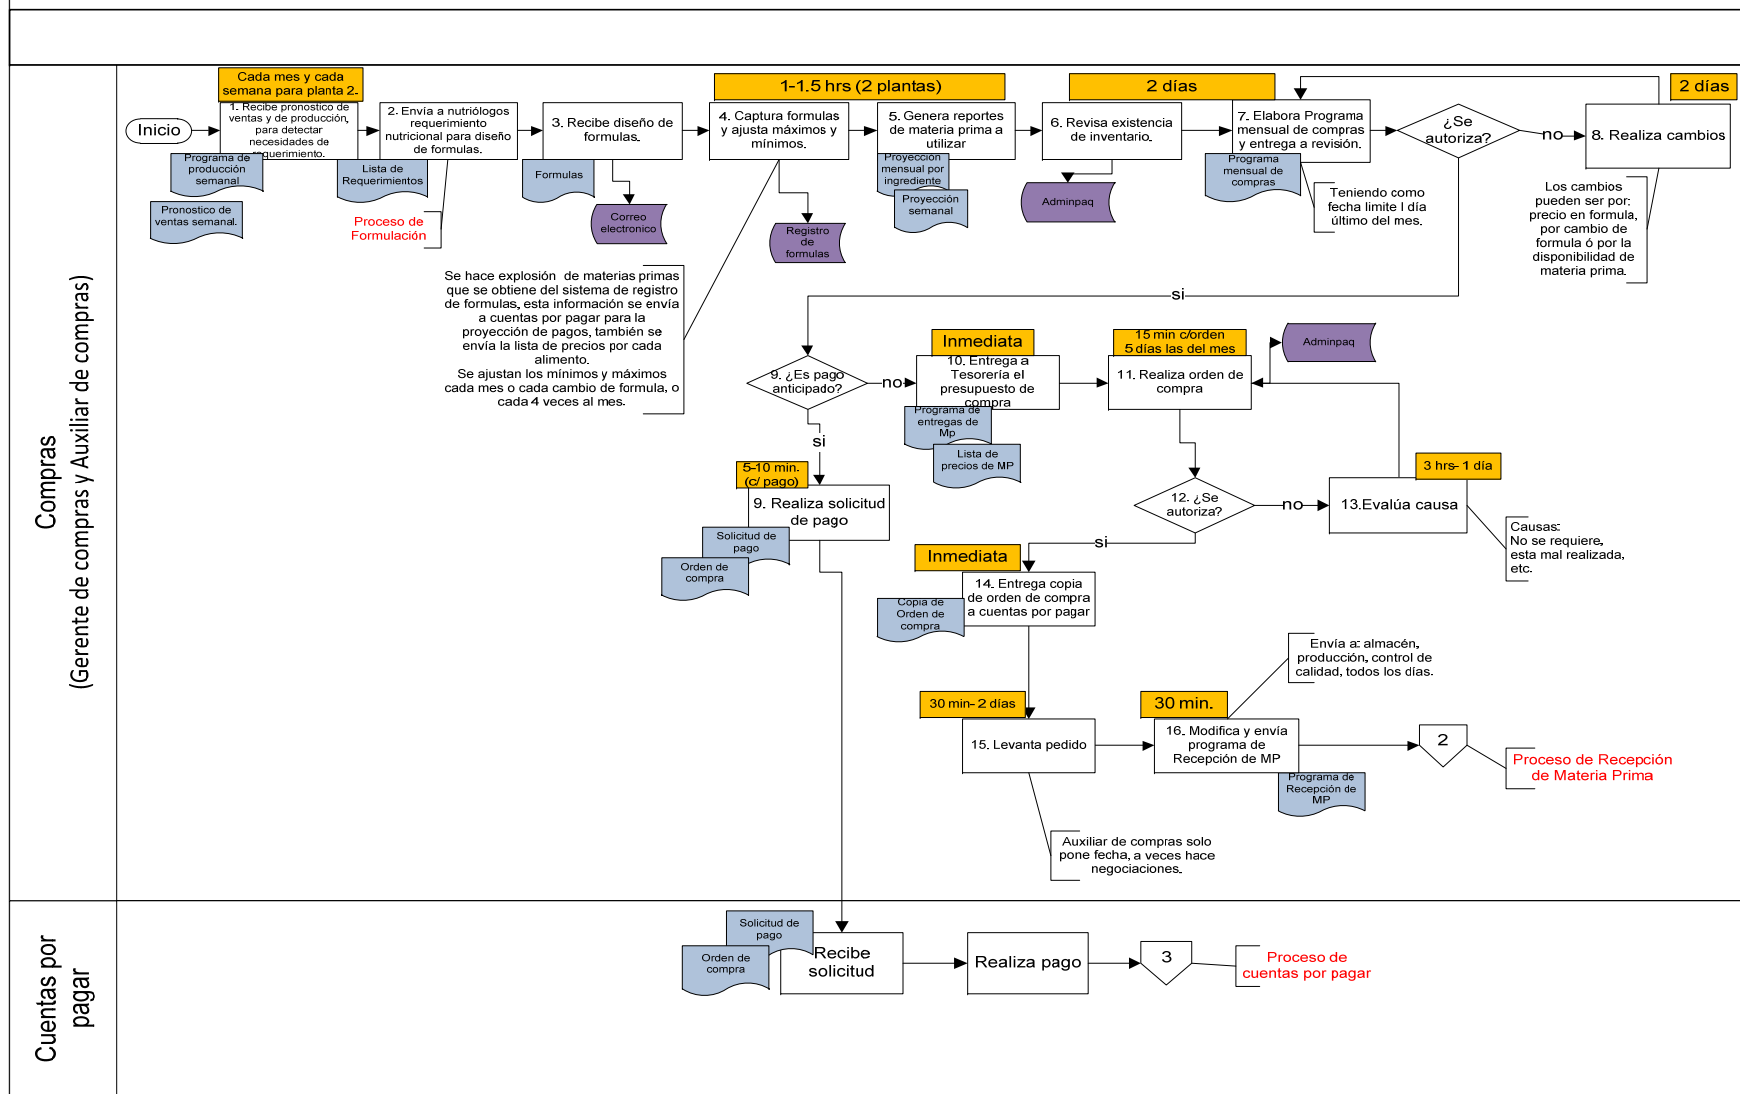 Cada mes y cada
semana para planta 2.
1-1.5 hrs (2 plantas)
2 días
2 días
Inicio
1. Recibe pronostico de
ventas y de producción,
para detectar
necesidades de
requerimiento.
2. Envía a nutriólogos
requerimiento
nutricional para diseño
de formulas.
3. Recibe diseño de
formulas.
4. Captura formulas
y ajusta máximos y
mínimos.
5. Genera reportes
de materia prima a
utilizar
6. Revisa existencia
de inventario.
7. Elabora Programa
mensual de compras
y entrega a revisión.
¿Se
autoriza?
no
8. Realiza cambios
Programa de
producción
semanal
Pronostico de
ventas semanal.
Lista de
Requerimientos
Proceso de
Formulación
Formulas
Correo
electronico
Registro
de
formulas
Proyección
mensual por
ingrediente
Proyección
semanal
Adminpaq
Programa
mensual de
compras
Teniendo como
fecha limite l día
último del mes.
Los cambios
pueden ser por:
precio en formula,
por cambio de
formula ó por la
disponibilidad de
materia prima.
Se hace explosión de materias primas
que se obtiene del sistema de registro
de formulas, esta información se envía
a cuentas por pagar para la
proyección de pagos, también se
envía la lista de precios por cada
alimento.
Se ajustan los mínimos y máximos
cada mes o cada cambio de formula, o
cada 4 veces al mes.
si
9. ¿Es pago
anticipado?
no
Inmediata
10. Entrega a
Tesorería el
presupuesto de
compra
Programa de
entregas de
Mp
Lista de
precios de MP
15 min c/orden
5 días las del mes
11. Realiza orden de
compra
Adminpaq
si
5-10 min.
(c/ pago)
9. Realiza solicitud
de pago
Solicitud de
pago
Orden de
compra
12. ¿Se
autoriza?
no
3 hrs- 1 día
13.Evalúa causa
Causas:
No se requiere,
esta mal realizada,
etc.
si
Inmediata
14. Entrega copia
de orden de compra
a cuentas por pagar
Copia de
Orden de
compra
Envía a: almacén,
producción, control de
calidad, todos los días.
30 min- 2 días
15. Levanta pedido
30 min.
16. Modifica y envía
programa de
Recepción de MP
Programa de
Recepción de
MP
2
Proceso de Recepción
de Materia Prima
Auxiliar de compras solo
pone fecha, a veces hace
negociaciones.
Compras
(Gerente de compras y Auxiliar de compras)
Cuentas por
pagar
Solicitud de
pago
Orden de
compra
Recibe
solicitud
Realiza pago
3
Proceso de
cuentas por pagar